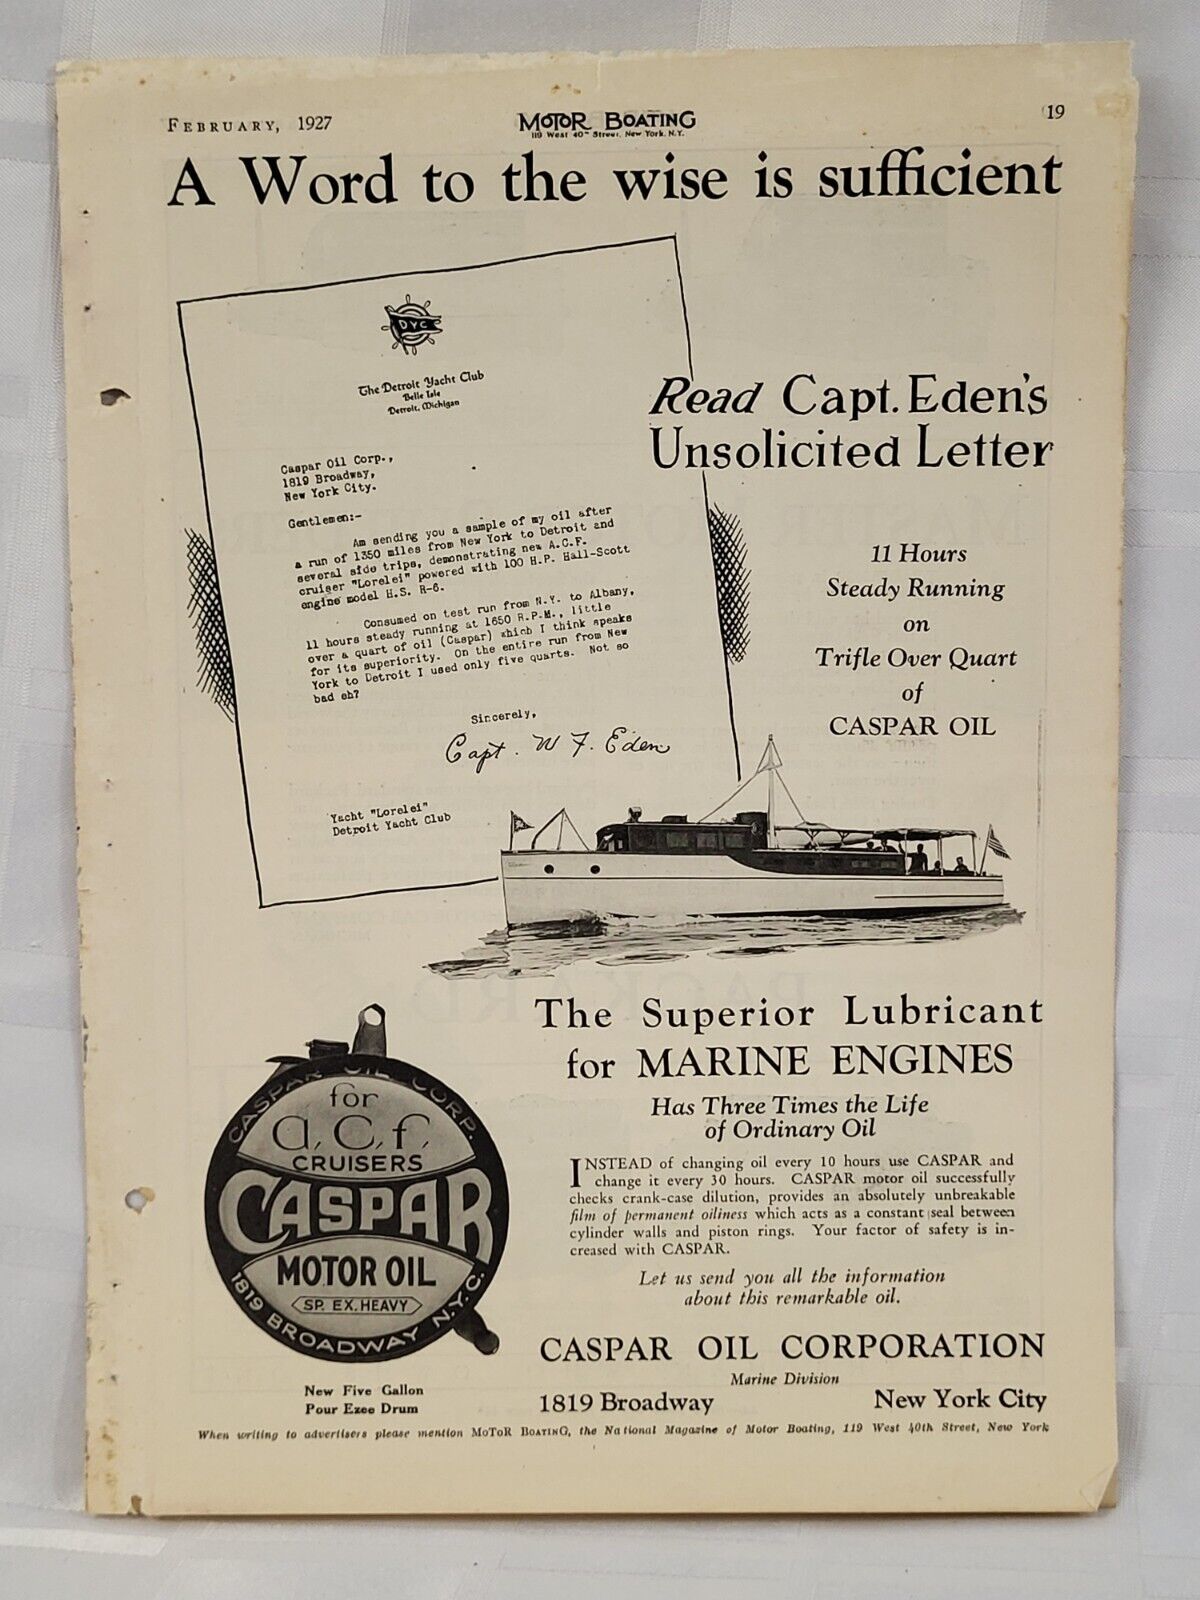 FEBRUARY, 1927
MOTOR BOATING
119 West 40th Street, New York, N.Y.
19
A Word to the wise is sufficient
DYC
The Detroit Yacht Club
Belle Isle
Detroit, Michigan
Caspar Oil Corp.,
1819 Broadway,
New York City.
Gentlemen:-
Am sending you a sample of my oil after
a run of 1350 miles from New York to Detroit and
several side trips, demonstrating new A.C.F.
cruiser "Lorelei" powered with 100 H.P. Hall-Scott
engine model H.S. R-6.
Consumed on test run from N.Y. to Albany,
11 hours steady running at 1650 R.P.M., little
over a quart of oil (Caspar) which I think speaks
for its superiority. On the entire run from New
York to Detroit I used only five quarts. Not so
bad eh?
Sincerely,
Capt. W F. Eden
Yacht "Lorelei"
Detroit Yacht Club
Read Capt. Eden's
Unsolicited Letter
11 Hours
Steady Running
on
Trifle Over Quart
of
CASPAR OIL
The Superior Lubricant
for MARINE ENGINES
Has Three Times the Life
of Ordinary Oil
INSTEAD of changing oil every 10 hours use CASPAR and
change it every 30 hours. CASPAR motor oil successfully
checks crank-case dilution, provides an absolutely unbreakable
film of permanent oiliness which acts as a constant seal between
cylinder walls and piston rings. Your factor of safety is in-
creased with CASPAR.
Let us send you all the information
about this remarkable oil.
CASPAR OIL CORPORATION
Marine Division
1819 Broadway New York City
CASPAR OIL CORP.
for
a.c.f.
CRUISERS
CASPAR
MOTOR OIL
SP. EX. HEAVY
1819 BROADWAY N.Y.C.
New Five Gallon
Pour Ezee Drum
When writing to advertisers please mention MOTOR BOATING, the National Magazine of Motor Boating, 119 West 40th Street, New York